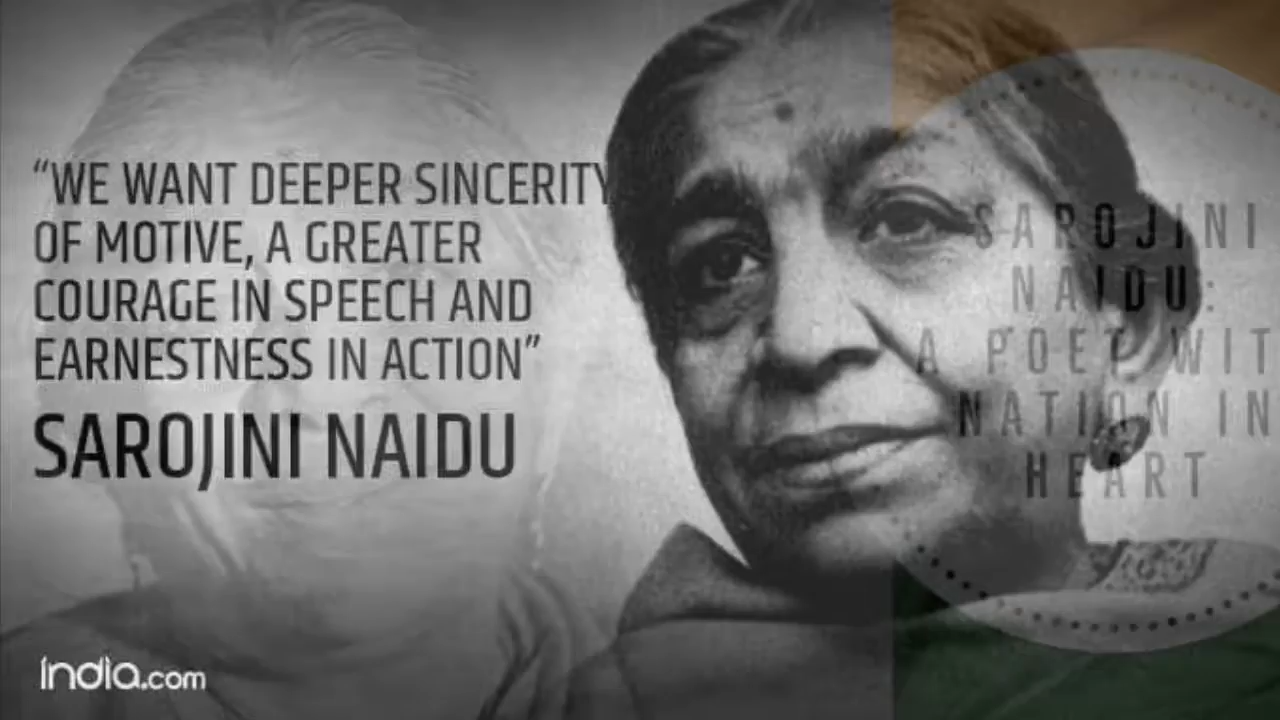 “WE WANT DEEPER SINCERITY
OF MOTIVE, A GREATER
COURAGE IN SPEECH AND
EARNESTNESS IN ACTION”
SAROJINI NAIDU
SAROJINI
NAIDU:
A POET WIT
NATION IN
HEART
india.com